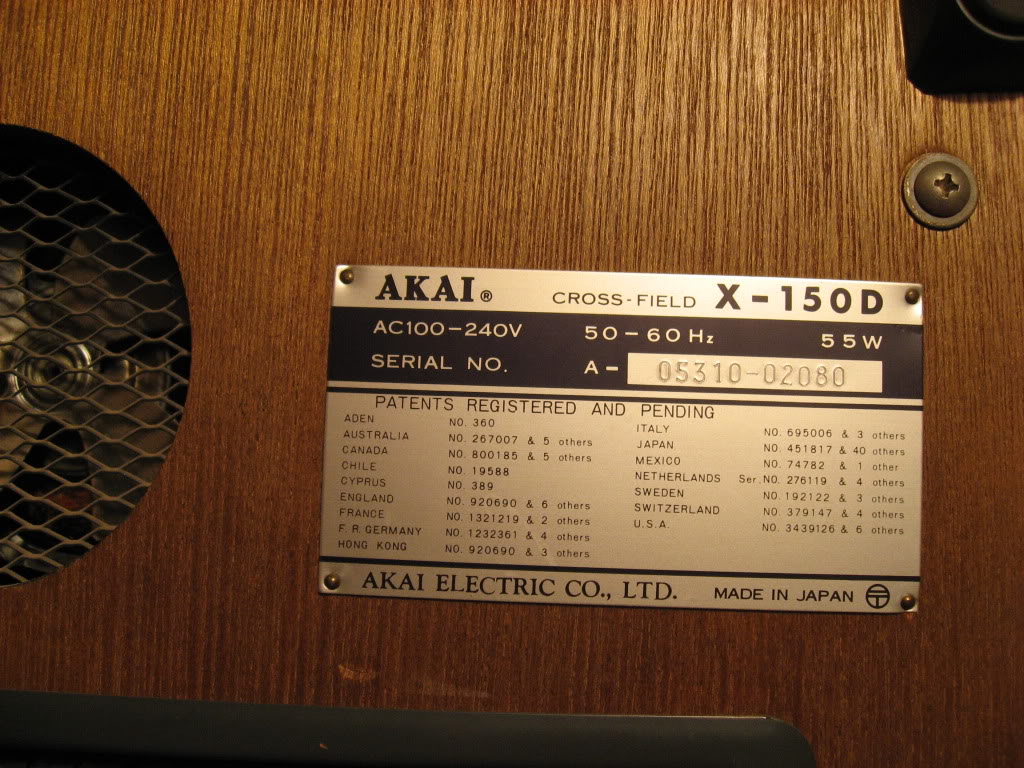 AKAI ® CROSS-FIELD X-150D
AC100-240V 50-60Hz 55W
SERIAL NO. A- 05310-02080
PATENTS REGISTERED AND PENDING
ADEN NO. 360
AUSTRALIA NO. 267007 & 5 others
CANADA NO. 800185 & 5 others
CHILE NO. 19588
CYPRUS NO. 389
ENGLAND NO. 920690 & 6 others
FRANCE NO. 1321219 & 2 others
F. R. GERMANY NO. 1232361 & 4 others
HONG KONG NO. 920690 & 3 others
ITALY NO. 695006 & 3 others
JAPAN NO. 451817 & 40 others
MEXICO NO. 74782 & 1 other
NETHERLANDS Ser. NO. 276119 & 4 others
SWEDEN NO. 192122 & 3 others
SWITZERLAND NO. 379147 & 4 others
U.S.A. NO. 3439126 & 6 others
AKAI ELECTRIC CO., LTD. MADE IN JAPAN